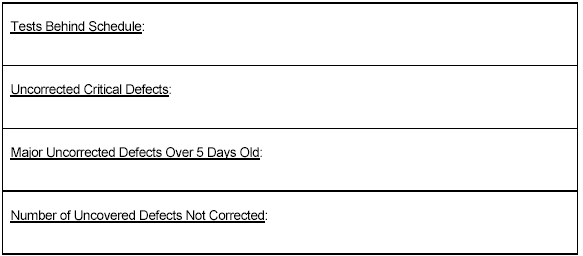 Tests Behind Schedule:
Uncorrected Critical Defects:
Major Uncorrected Defects Over 5 Days Old:
Number of Uncovered Defects Not Corrected: